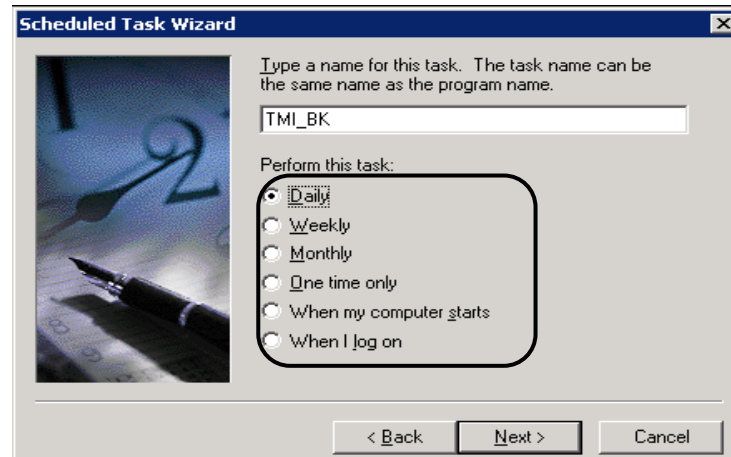 Scheduled Task Wizard
Type a name for this task. The task name can be
the same name as the program name.
TMI_BK
Perform this task:
Daily
Weekly
Monthly
One time only
When my computer starts
When I log on
< Back Next > Cancel